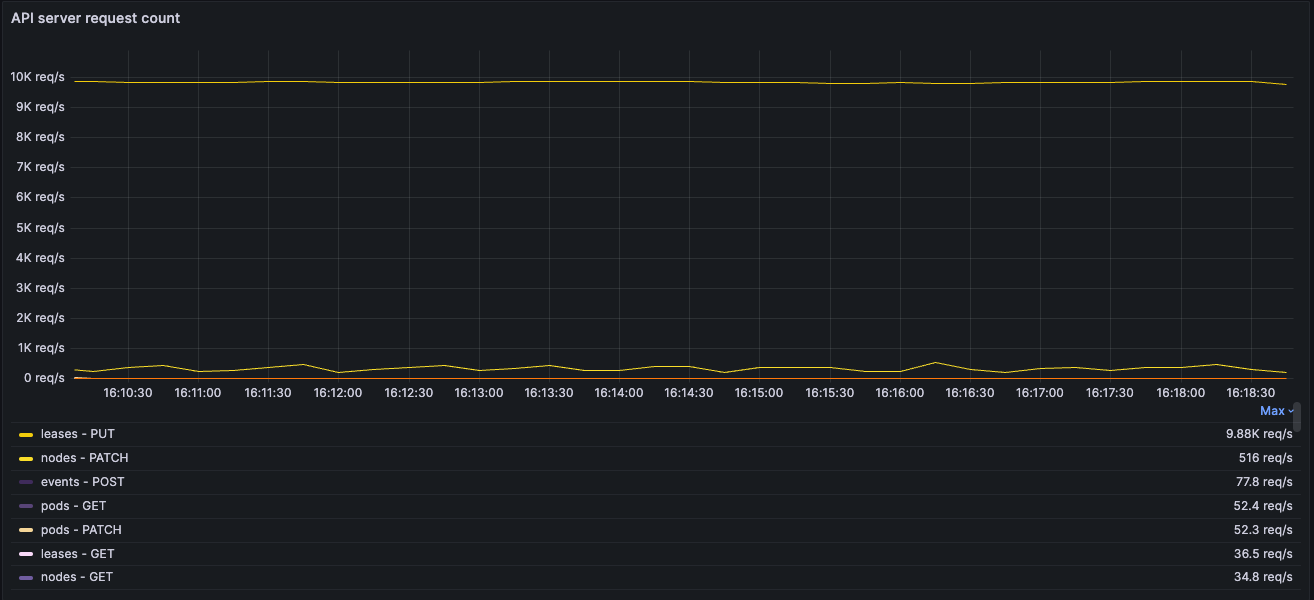 API server request count
10K req/s
9K req/s
8K req/s
7K req/s
6K req/s
5K req/s
4K req/s
3K req/s
2K req/s
1K req/s
0 req/s
16:10:30 16:11:00 16:11:30 16:12:00 16:12:30 16:13:00 16:13:30 16:14:00 16:14:30 16:15:00 16:15:30 16:16:00 16:16:30 16:17:00 16:17:30 16:18:00 16:18:30
Max
leases - PUT 9.88K req/s
nodes - PATCH 516 req/s
events - POST 77.8 req/s
pods - GET 52.4 req/s
pods - PATCH 52.3 req/s
leases - GET 36.5 req/s
nodes - GET 34.8 req/s